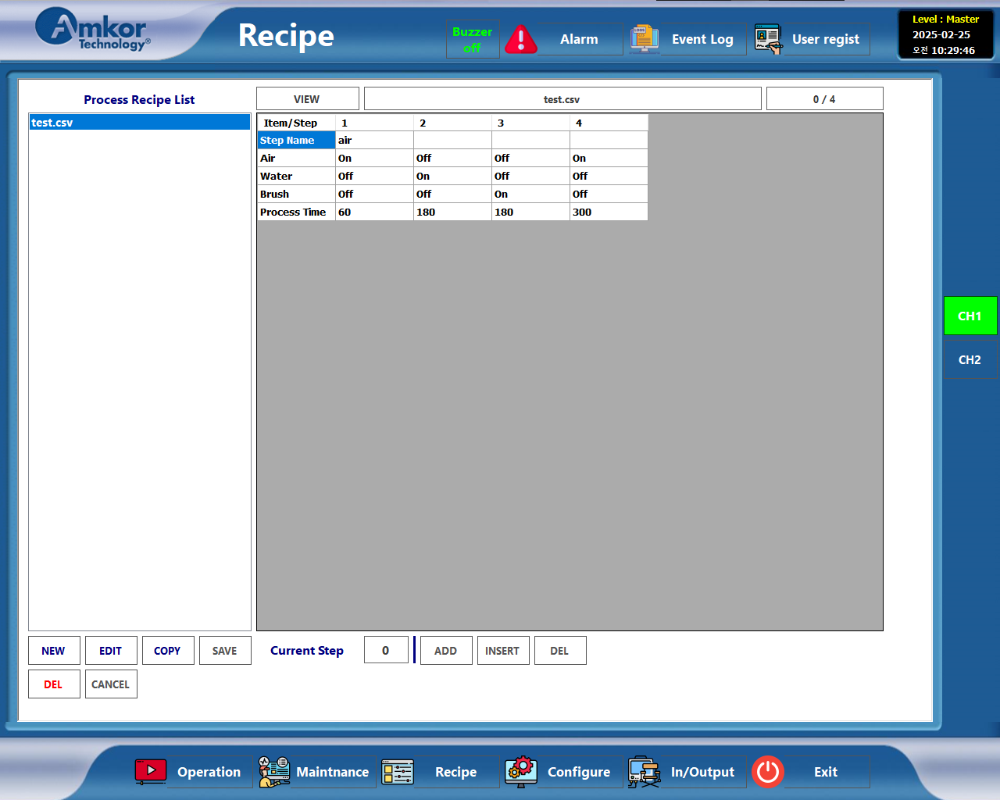 Amkor
Technology®
Recipe
Buzzer
off
Alarm
LOGS
Event Log
User regist
Level : Master
2025-02-25
오전 10:29:46
Process Recipe List
VIEW
test.csv
0 / 4
test.csv
Item/Step 1 2 3 4
Step Name air
Air On Off Off On
Water Off On Off Off
Brush Off Off On Off
Process Time 60 180 180 300
CH1
CH2
NEW EDIT COPY SAVE
Current Step 0 ADD INSERT DEL
DEL CANCEL
Operation Maintnance Recipe Configure In/Output Exit